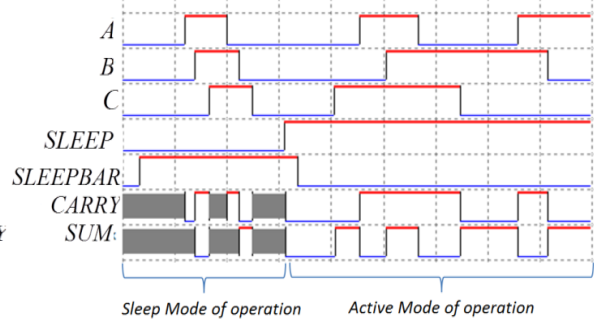 A
B
C
SLEEP
SLEEPBAR
CARRY
Y SUM:
Sleep Mode of operation Active Mode of operation